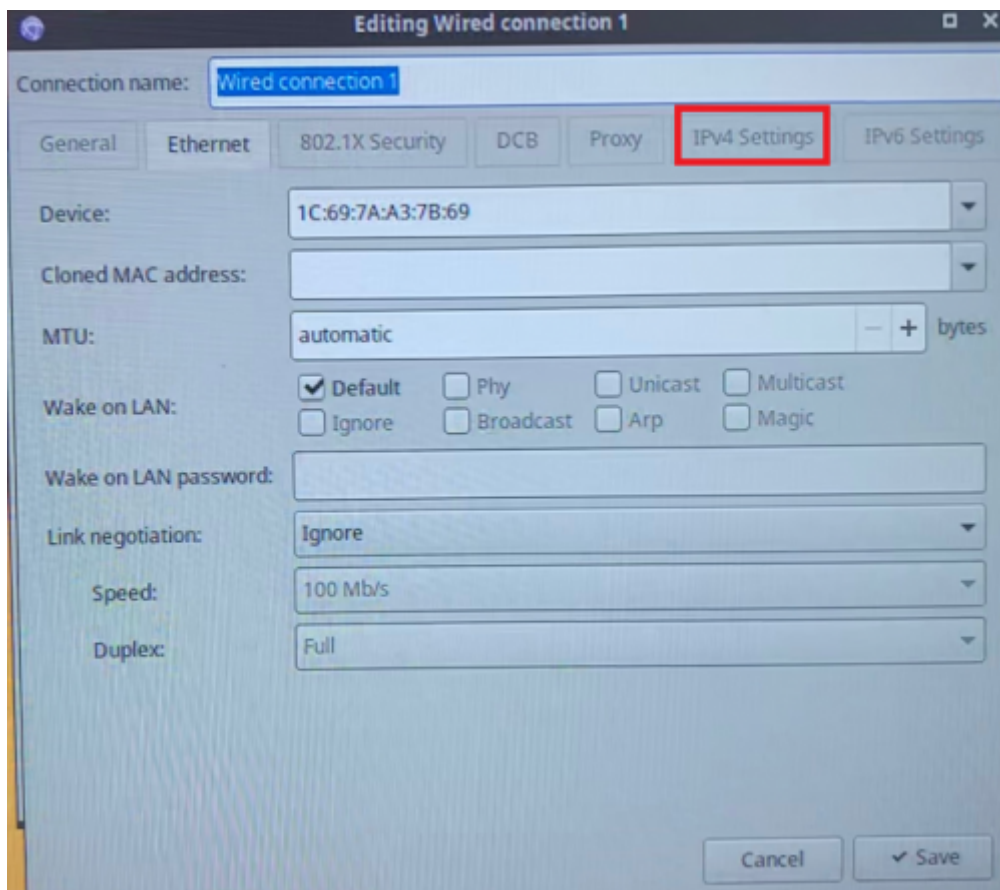 Editing Wired connection 1
Connection name: Wired connection 1
General Ethernet 802.1X Security DCB Proxy IPv4 Settings IPv6 Settings
Device: 1C:69:7A:A3:7B:69
Cloned MAC address:
MTU: automatic bytes
Wake on LAN: Default Phy Unicast Multicast
Ignore Broadcast Arp Magic
Wake on LAN password:
Link negotiation: Ignore
Speed: 100 Mb/s
Duplex: Full
Cancel Save